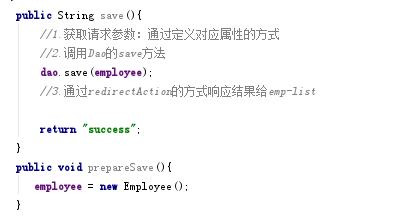 public String save(){
//1.获取请求参数：通过定义对应属性的方式
//2.调用Dao的save方法
dao.save(employee);
//3.通过redirectAction的方式响应结果给emp-list
return "success";
}
public void prepareSave(){
employee = new Employee();
}